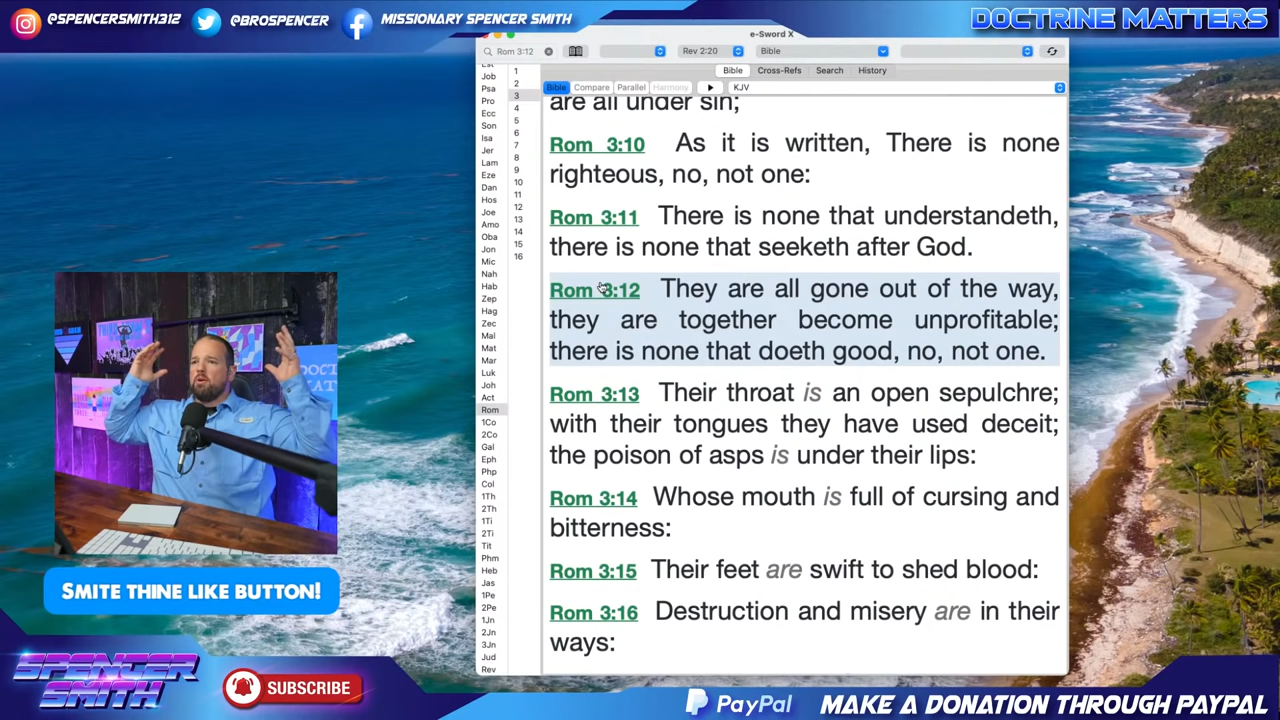 @SPENCERSMITH312
@BROSPENCER
MISSIONARY SPENCER SMITH
DOCTRINE MATTERS
e-Sword X
Rom 3:12
Rev 2:20
Bible
Bible Cross-Refs Search History
Bible Compare Parallel Harmony
KJV
Est
Job
Psa
Pro
Ecc
Son
Isa
Jer
Lam
Eze
Dan
Hos
Joe
Amo
Oba
Jon
Mic
Nah
Hab
Zep
Hag
Zec
Mal
Mat
Mar
Luk
Joh
Act
Rom
1Co
2Co
Gal
Eph
Php
Col
1Th
2Th
1Ti
2Ti
Tit
Phm
Heb
Jas
1Pe
2Pe
1Jn
2Jn
3Jn
Jud
Rev
1
2
3
4
5
6
7
8
9
10
11
12
13
14
15
16
are all under sin;
Rom 3:10 As it is written, There is none
righteous, no, not one:
Rom 3:11 There is none that understandeth,
there is none that seeketh after God.
Rom 3:12 They are all gone out of the way,
they are together become unprofitable;
there is none that doeth good, no, not one.
Rom 3:13 Their throat is an open sepulchre;
with their tongues they have used deceit;
the poison of asps is under their lips:
Rom 3:14 Whose mouth is full of cursing and
bitterness:
Rom 3:15 Their feet are swift to shed blood:
Rom 3:16 Destruction and misery are in their
ways:
SMITE THINE LIKE BUTTON!
SPENCER
SMITH
SUBSCRIBE
PayPal MAKE A DONATION THROUGH PAYPAL